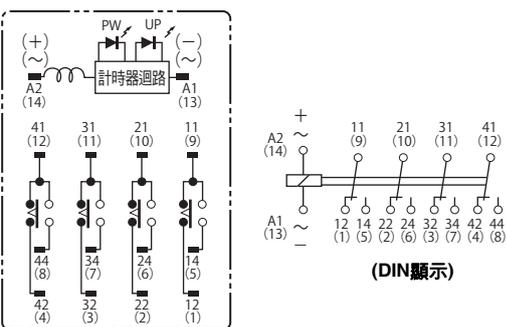 PW UP
(+) (−)
(～) (～)
計時器迴路
A2 A1
(14) (13)
41 31 21 11
(12) (11) (10) (9)
44 34 24 14
(8) (7) (6) (5)
42 32 22 12
(4) (3) (2) (1)
+
A2 ～
(14)
11 21 31 41
(9) (10) (11) (12)
A1 ～
(13) −
12 14 22 24 32 34 42 44
(1) (5) (2) (6) (3) (7) (4) (8)
(DIN顯示)